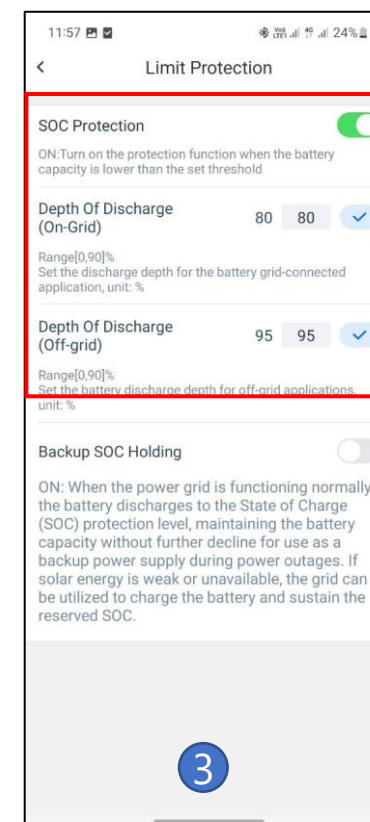 11:57
24%
<
Limit Protection
SOC Protection
ON:Turn on the protection function when the battery
capacity is lower than the set
threshold
Depth Of Discharge
(On-Grid)
80 80
Range[0,90]%
Set the discharge depth for the battery grid-connected
application, unit: %
Depth Of Discharge
(Off-grid)
95 95
Range[0,90]%
Set the battery discharge depth for off-grid applications,
unit: %
Backup SOC Holding
ON: When the power grid is functioning normally
the battery discharges to the State of Charge
(SOC) protection level, maintaining the battery
capacity without further decline for use as a
backup power supply during power outages. If
solar energy is weak or unavailable, the grid can
be utilized to charge the battery and sustain the
reserved SOC.
3